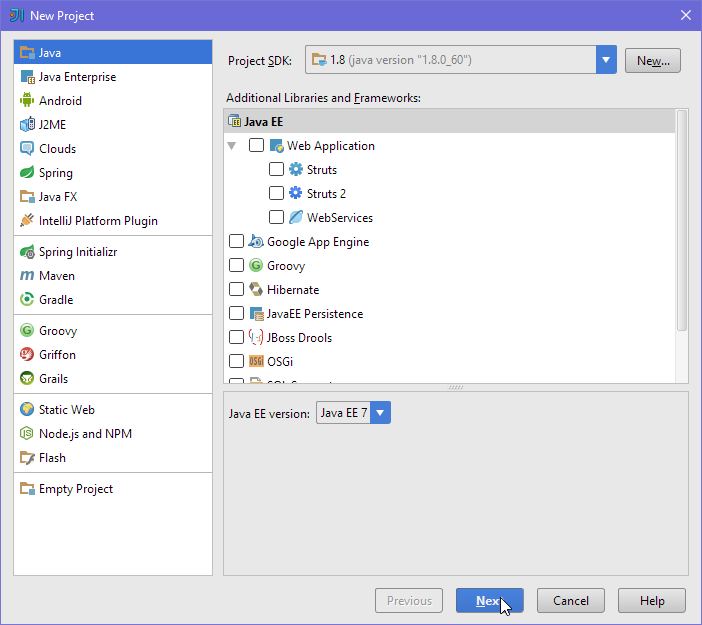 New Project
Java
Java Enterprise
Android
J2ME
Clouds
Spring
Java FX
IntelliJ Platform Plugin
Spring Initializr
Maven
Gradle
Groovy
Griffon
Grails
Static Web
Node.js and NPM
Flash
Empty Project
Project SDK: 1.8 (java version "1.8.0_60") New...
Additional Libraries and Frameworks:
Java EE
Web Application
Struts
Struts 2
WebServices
Google App Engine
Groovy
Hibernate
JavaEE Persistence
JBoss Drools
OSGi
Java EE version: Java EE 7
Previous Next Cancel Help